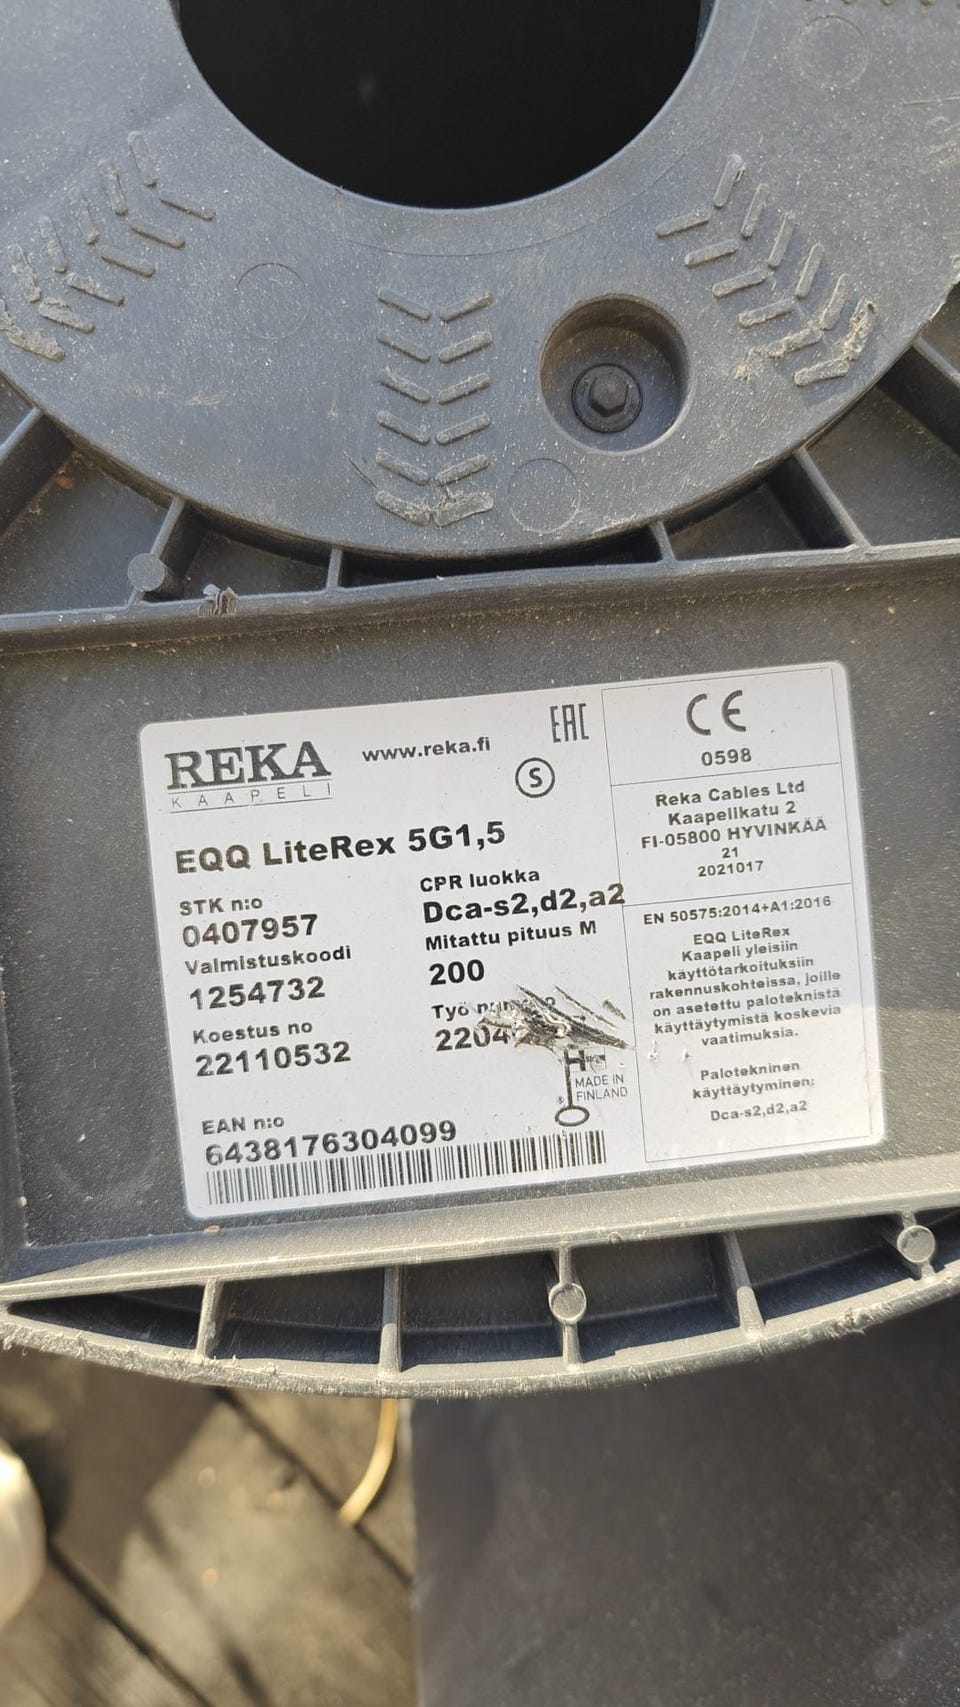 REKA
KAAPELI
www.reka.fi
EAC
S
EQQ LiteRex 5G1,5
STK n:o
0407957
Valmistuskoodi
1254732
Koestus no
22110532
CPR luokka
Dca-s2,d2,a2
Mitattu pituus M
200
Työ
2204
MADE IN
FINLAND
EAN n:o
6438176304099
CE
0598
Reka Cables Ltd
Kaapelikatu 2
FI-05800 HYVINKÄÄ
21
2021017
EN 50575:2014+A1:2016
EQQ LiteRex
Kaapeli yleisiin
käyttötarkoituksiin
rakennuskohteissa, joille
on asetettu paloteknistä
käyttäytymistä koskevia
vaatimuksia.
Palotekninen
käyttäytyminen:
Dca-s2,d2,a2